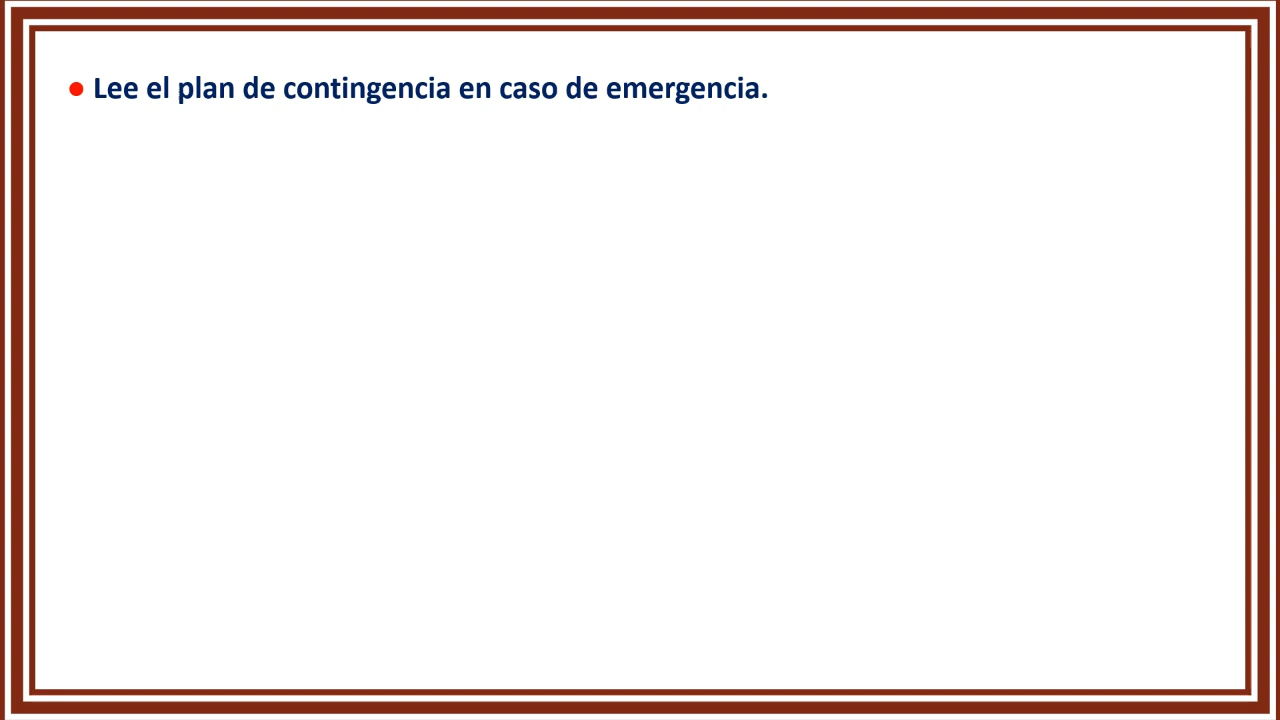 ● Lee el plan de contingencia en caso de emergencia.